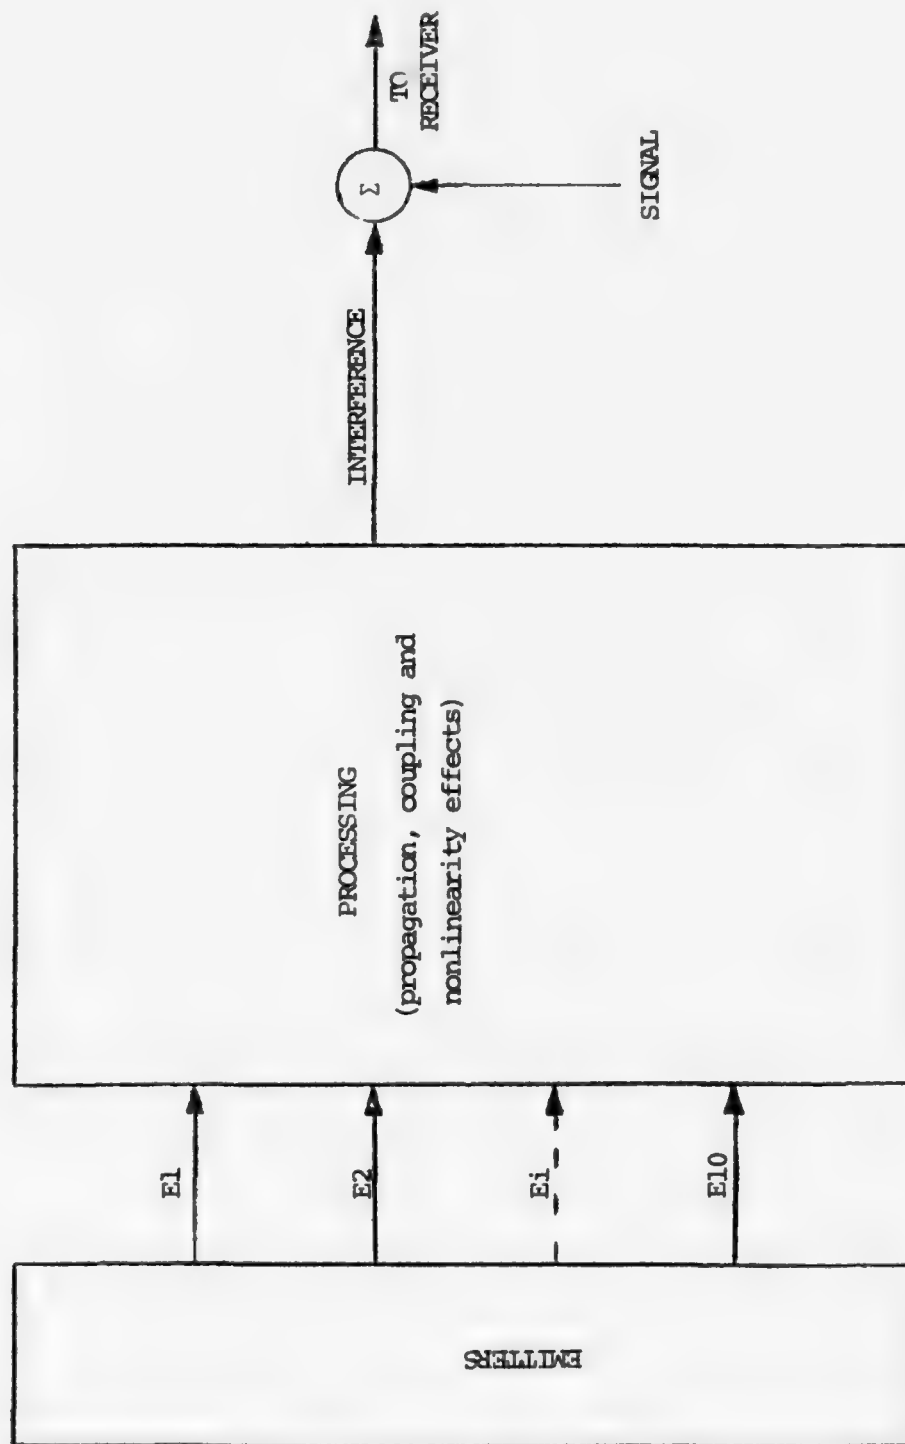 EMITTERS
E1
E2
Ei
E10
PROCESSING
(propagation, coupling and
nonlinearity effects)
INTERFERENCE
Σ
TO
RECEIVER
SIGNAL